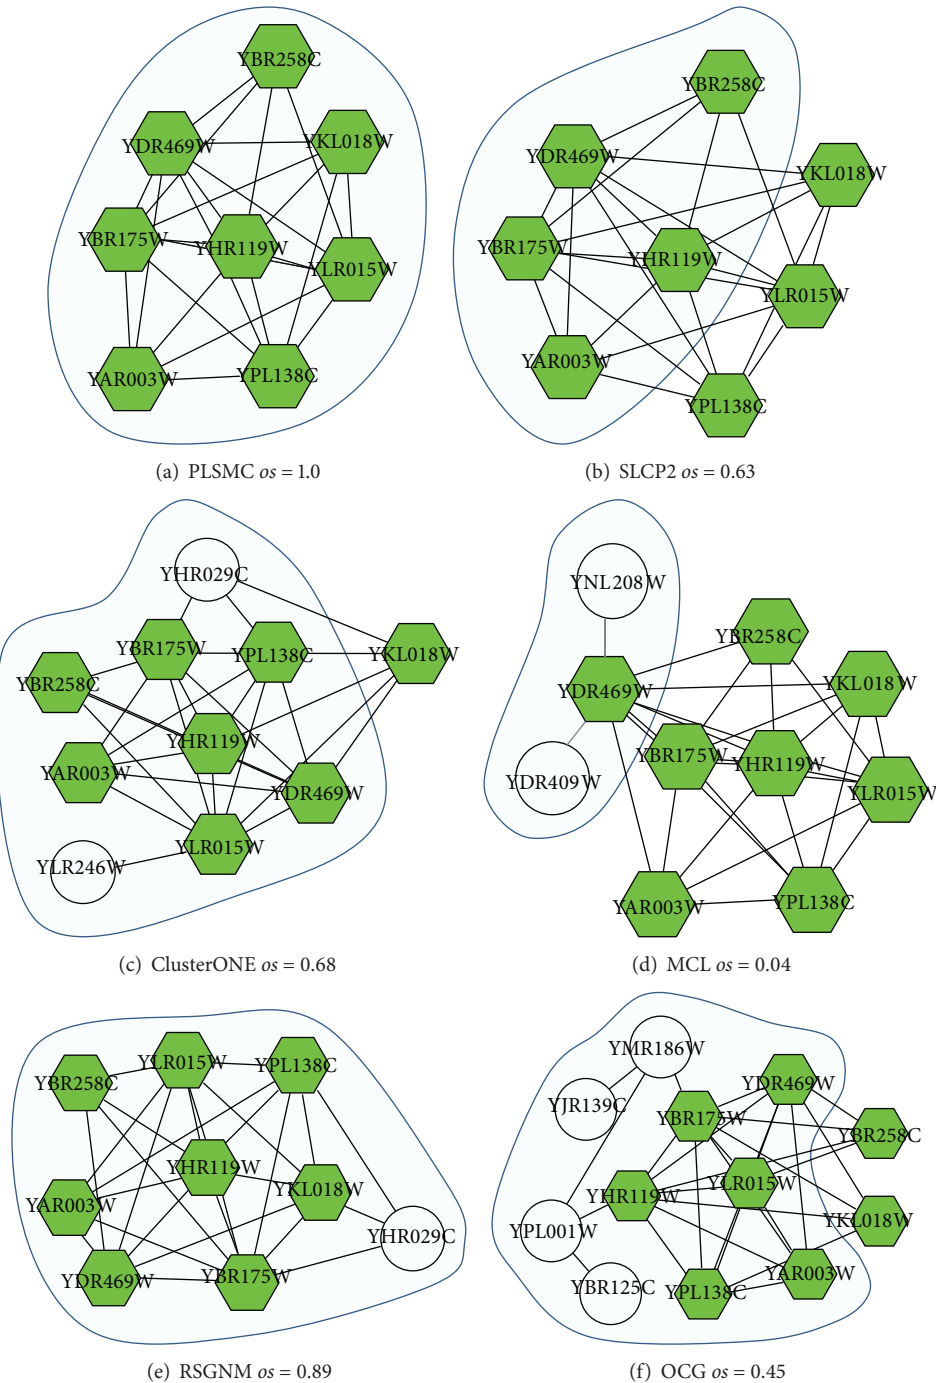 YBR258C
YDR469W
YKL018W
YBR175W
YHR119W
YLR015W
YAR003W
YPL138C
(a) PLSMC os = 1.0
YBR258C
YDR469W
YKL018W
YBR175W
YHR119W
YLR015W
YAR003W
YPL138C
(b) SLCP2 os = 0.63
YHR029C
YBR175W
YPL138C
YKL018W
YBR258C
YHR119W
YAR003W
YDR469W
YLR015W
YLR246W
(c) ClusterONE os = 0.68
YNL208W
YBR258C
YDR469W
YKL018W
YBR175W
YHR119W
YDR409W
YLR015W
YAR003W
YPL138C
(d) MCL os = 0.04
YLR015W
YPL138C
YBR258C
YHR119W
YKL018W
YAR003W
YHR029C
YDR469W
YBR175W
(e) RSGNM os = 0.89
YMR186W
YDR469W
YJR139C
YBR175W
YBR258C
YLR015W
YHR119W
YKL018W
YPL001W
YAR003W
YBR125C
YPL138C
(f) OCG os = 0.45